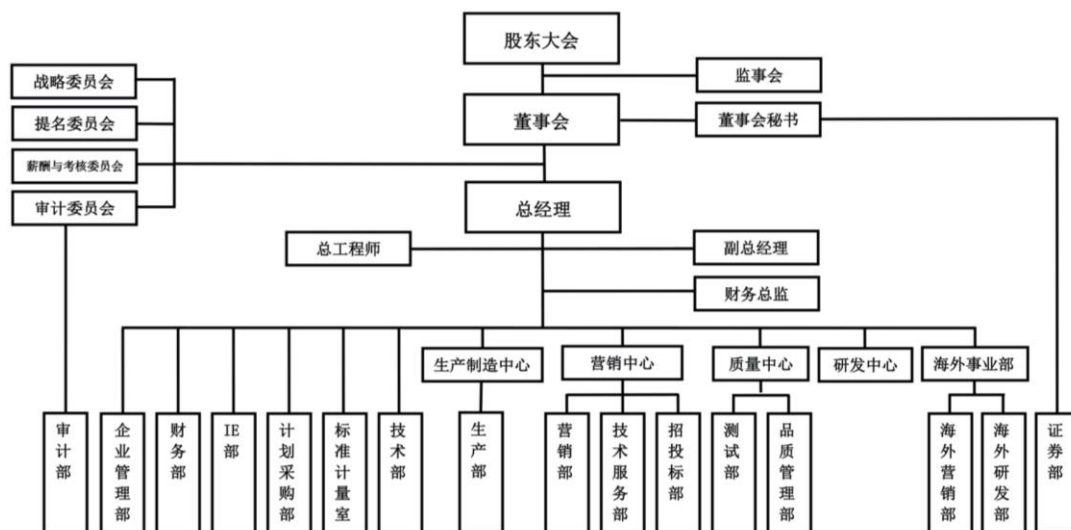 股东大会
战略委员会
监事会
提名委员会
董事会
董事会秘书
薪酬与考核委员会
审计委员会
总经理
总工程师
副总经理
财务总监
生产制造中心
营销中心
质量中心
研发中心
海外事业部
审计部
企业管理部
财务部
IE部
计划采购部
标准计量室
技术部
生产部
营销部
技术服务部
招投标部
测试部
品质管理部
海外营销部
海外研发部
证券部